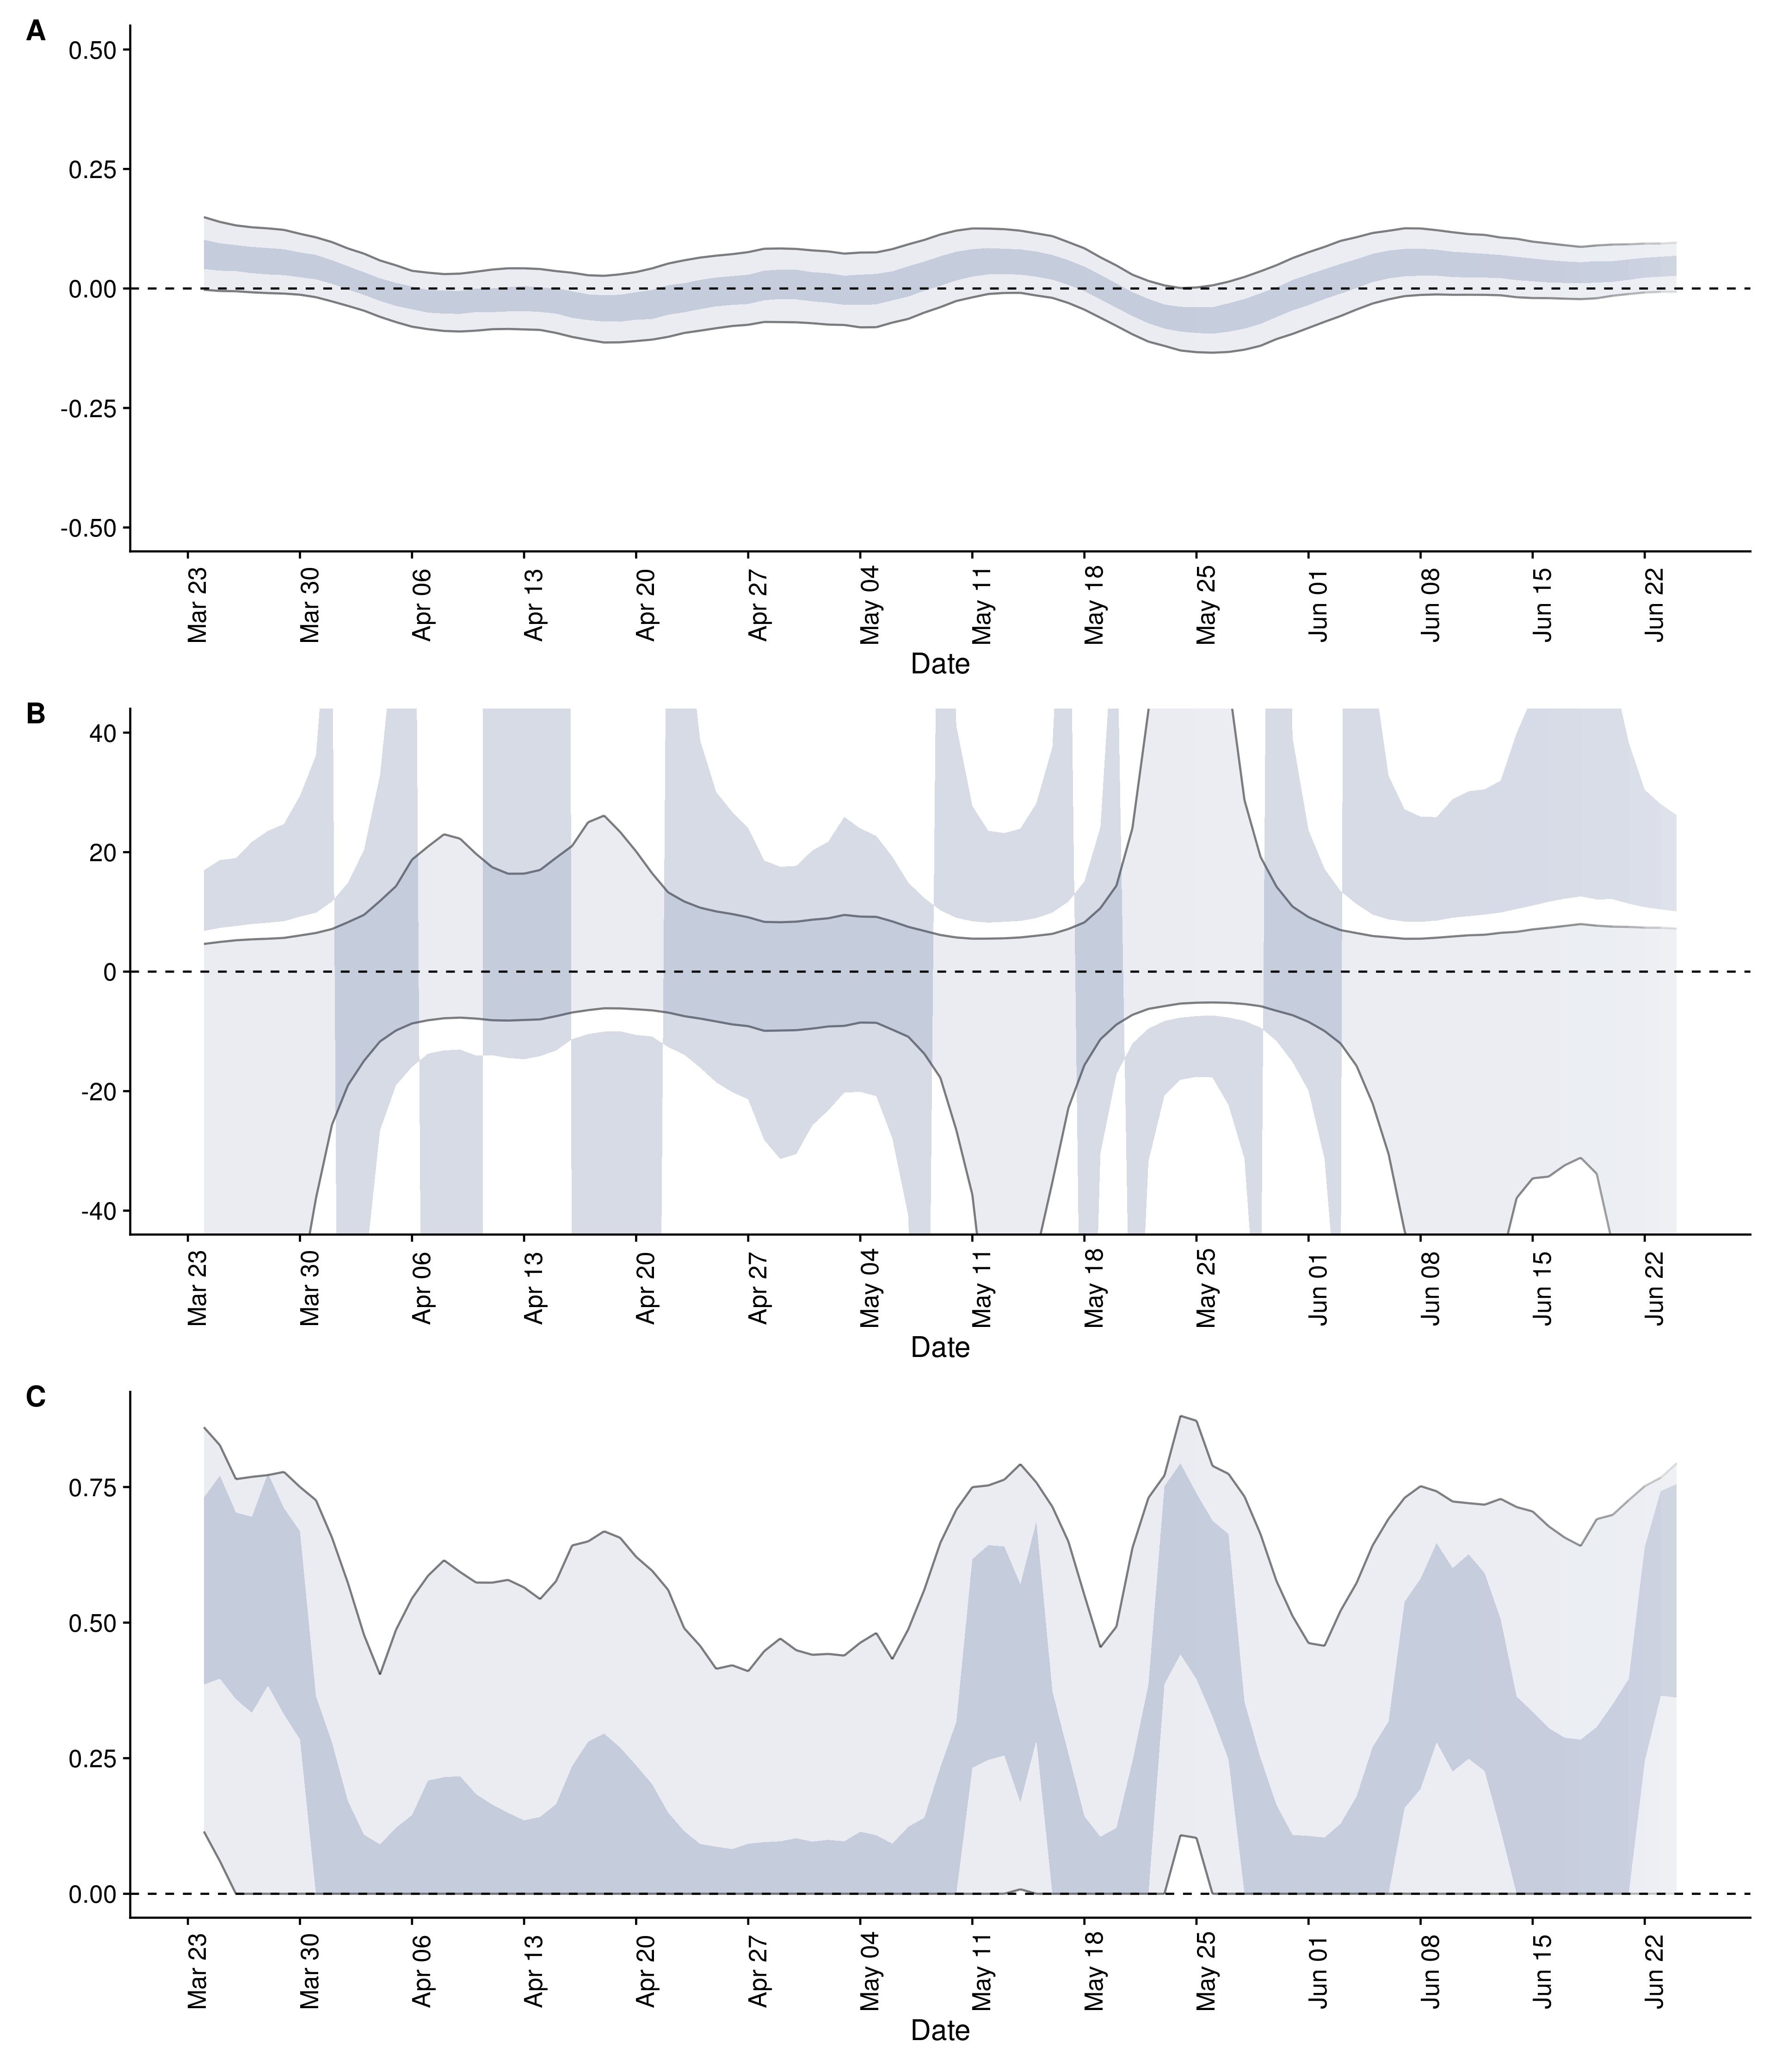 A
0.50
0.25
0.00
-0.25
-0.50
Mar 23
Mar 30
Apr 06
Apr 13
Apr 20
Apr 27
May 04
May 11
May 18
May 25
Jun 01
Jun 08
Jun 15
Jun 22
Date
B
40
20
0
-20
-40
Mar 23
Mar 30
Apr 06
Apr 13
Apr 20
Apr 27
May 04
May 11
May 18
May 25
Jun 01
Jun 08
Jun 15
Jun 22
Date
C
0.75
0.50
0.25
0.00
Mar 23
Mar 30
Apr 06
Apr 13
Apr 20
Apr 27
May 04
May 11
May 18
May 25
Jun 01
Jun 08
Jun 15
Jun 22
Date